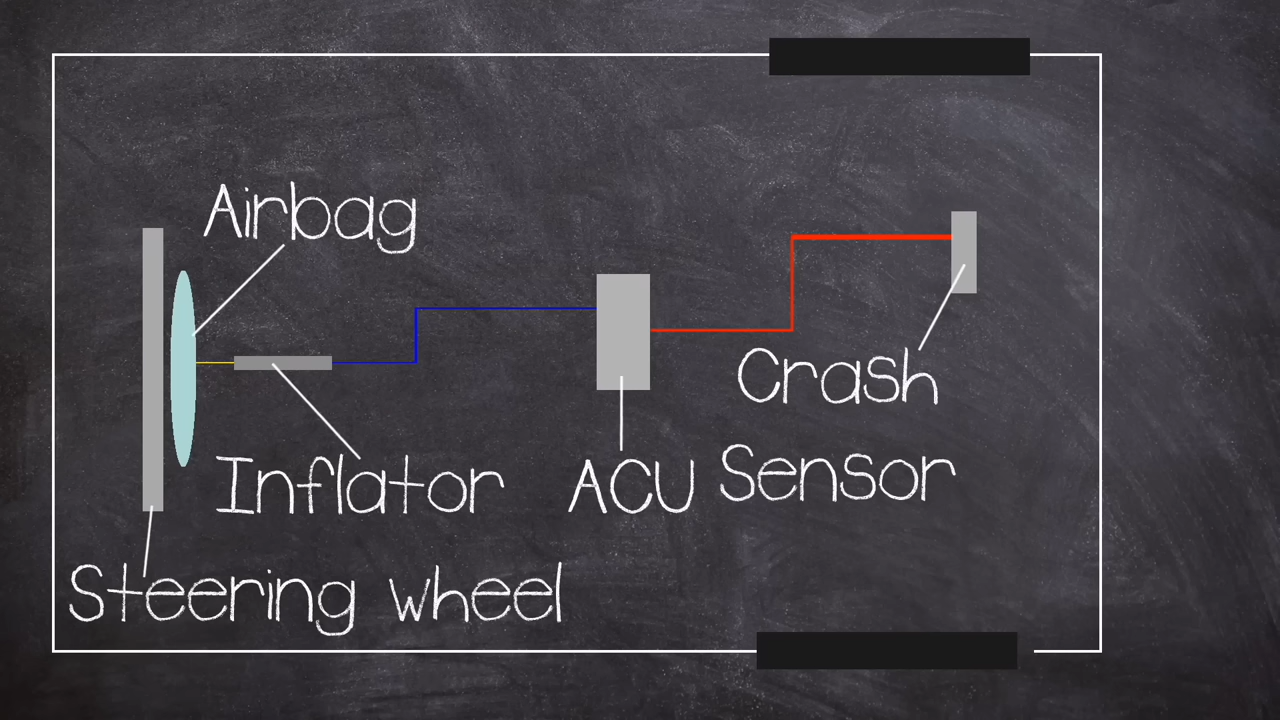 Airbag
Crash
Sensor
Inflator
ACU
Steering wheel